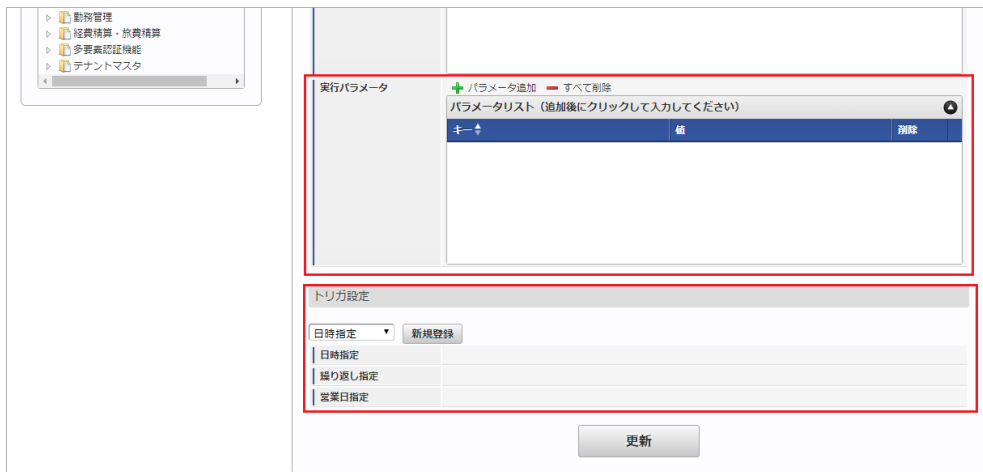 勤務管理
経費精算・旅費精算
多要素認証機能
テナントマスタ
実行パラメータ
パラメータ追加 すべて削除
パラメータリスト（追加後にクリックして入力してください）
キー 値 削除
トリガ設定
日時指定 新規登録
日時指定
繰り返し指定
営業日指定
更新